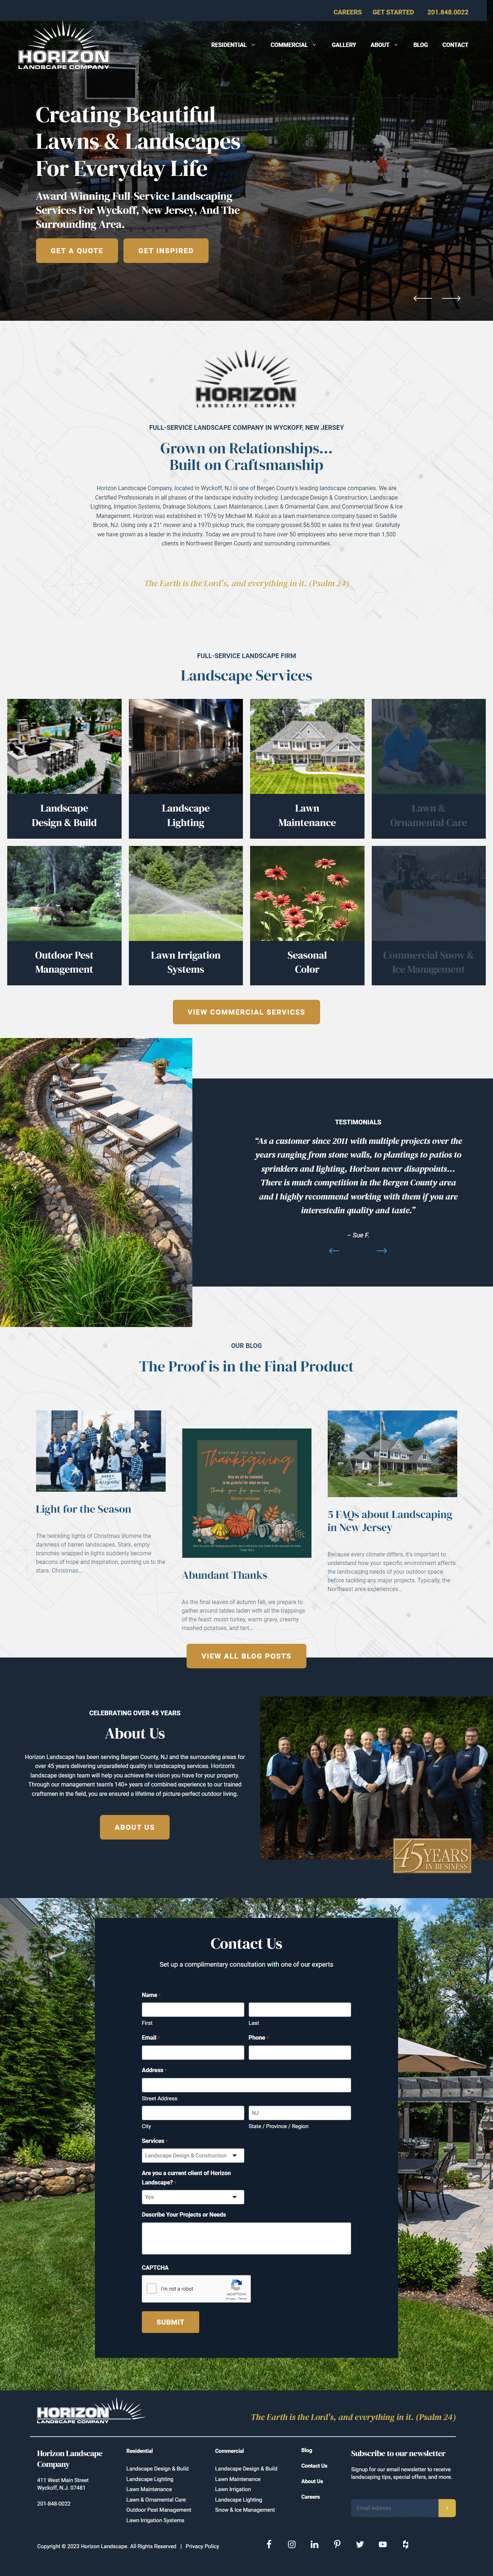 CAREERS GET STARTED 201.848.0022
HORIZON
LANDSCAPE COMPANY
RESIDENTIAL COMMERCIAL GALLERY ABOUT BLOG CONTACT
Creating Beautiful
Lawns & Landscapes
For Everyday Life
Award-Winning Full-Service Landscaping
Services For Wyckoff, New Jersey, And The
Surrounding Area.
GET A QUOTE GET INSPIRED
HORIZON
LANDSCAPE COMPANY
FULL-SERVICE LANDSCAPE COMPANY IN WYCKOFF, NEW JERSEY
Grown on Relationships...
Built on Craftsmanship
Horizon Landscape Company, located in Wyckoff, NJ is one of Bergen County's leading landscape companies. We are
Certified Professionals in all phases of the landscape industry including: Landscape Design & Construction, Landscape
Lighting, Irrigation Systems, Drainage Solutions, Lawn Maintenance, Lawn & Ornamental Care, and Commercial Snow & Ice
Management. Horizon was established in 1976 by Michael M. Kukol as a lawn maintenance company based in Saddle
Brook, NJ. Using only a 21" mower and a 1970 pickup truck, the company grossed $6,500 in sales its first year. Gratefully
we have grown as a leader in the industry. Today we are proud to have over 50 employees who serve more than 1,500
clients in Northwest Bergen County and surrounding communities.
The Earth is the Lord's, and everything in it. (Psalm 24)
FULL-SERVICE LANDSCAPE FIRM
Landscape Services
Landscape
Design & Build
Landscape
Lighting
Lawn
Maintenance
Lawn &
Ornamental Care
Outdoor Pest
Management
Lawn Irrigation
Systems
Seasonal
Color
Commercial Snow &
Ice Management
VIEW COMMERCIAL SERVICES
TESTIMONIALS
“As a customer since 2011 with multiple projects over the
years ranging from stone walls, to plantings to patios to
sprinklers and lighting, Horizon never disappoints...
There is much competition in the Bergen County area
and I highly recommend working with them if you are
interestedin quality and taste.”
– Sue F.
OUR BLOG
The Proof is in the Final Product
Light for the Season
The twinkling lights of Christmas illumine the
darkness of barren landscapes. Stark, empty
branches wrapped in lights suddenly become
beacons of hope and inspiration, pointing us to the
stars. Christmas...
Thanksgiving
Abundant Thanks
As the final leaves of autumn fall, we prepare to
gather around tables laden with all the trappings
of the feast: moist turkey, warm gravy, creamy
mashed potatoes, and tart...
5 FAQs about Landscaping
in New Jersey
Because every climate differs, it's important to
understand how your specific environment affects
the landscaping needs of your outdoor space
before tackling any major projects. Typically, the
Northeast area experiences...
VIEW ALL BLOG POSTS
CELEBRATING OVER 45 YEARS
About Us
Horizon Landscape has been serving Bergen County, NJ and the surrounding areas for
over 45 years delivering unparalleled quality in landscaping services. Horizon's
landscape design team will help you achieve the vision you have for your property.
Through our management team's 140+ years of combined experience to our trained
craftsmen in the field, you are ensured a lifetime of picture-perfect outdoor living.
ABOUT US
45 YEARS
IN BUSINESS
Contact Us
Set up a complimentary consultation with one of our experts
Name *
First Last
Email * Phone *
Address
Street Address
NJ
City State / Province / Region
Services
Landscape Design & Construction
Are you a current client of Horizon
Landscape?
Yes
Describe Your Projects or Needs
CAPTCHA
I'm not a robot
reCAPTCHA
Privacy - Terms
SUBMIT
HORIZON
LANDSCAPE COMPANY
The Earth is the Lord's, and everything in it. (Psalm 24)
Horizon Landscape
Company
411 West Main Street
Wyckoff, N.J. 07481
201-848-0022
Residential
Landscape Design & Build
Landscape Lighting
Lawn Maintenance
Lawn & Ornamental Care
Outdoor Pest Management
Lawn Irrigation Systems
Commercial
Landscape Design & Build
Lawn Maintenance
Lawn Irrigation
Landscape Lighting
Snow & Ice Management
Blog
Contact Us
About Us
Careers
Subscribe to our newsletter
Signup for our email newsletter to receive
landscaping tips, special offers, and more.
Email Address
Copyright © 2023 Horizon Landscape. All Rights Reserved | Privacy Policy